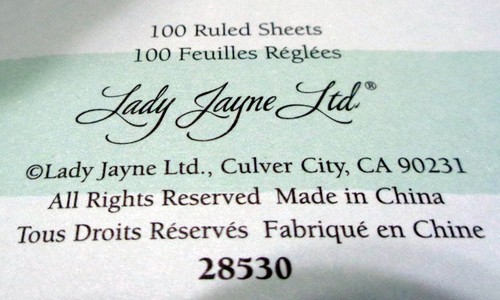 100 Ruled Sheets
100 Feuilles Réglées
Lady Jayne Ltd.®
©Lady Jayne Ltd., Culver City, CA 90231
All Rights Reserved Made in China
Tous Droits Réservés Fabriqué en Chine
28530